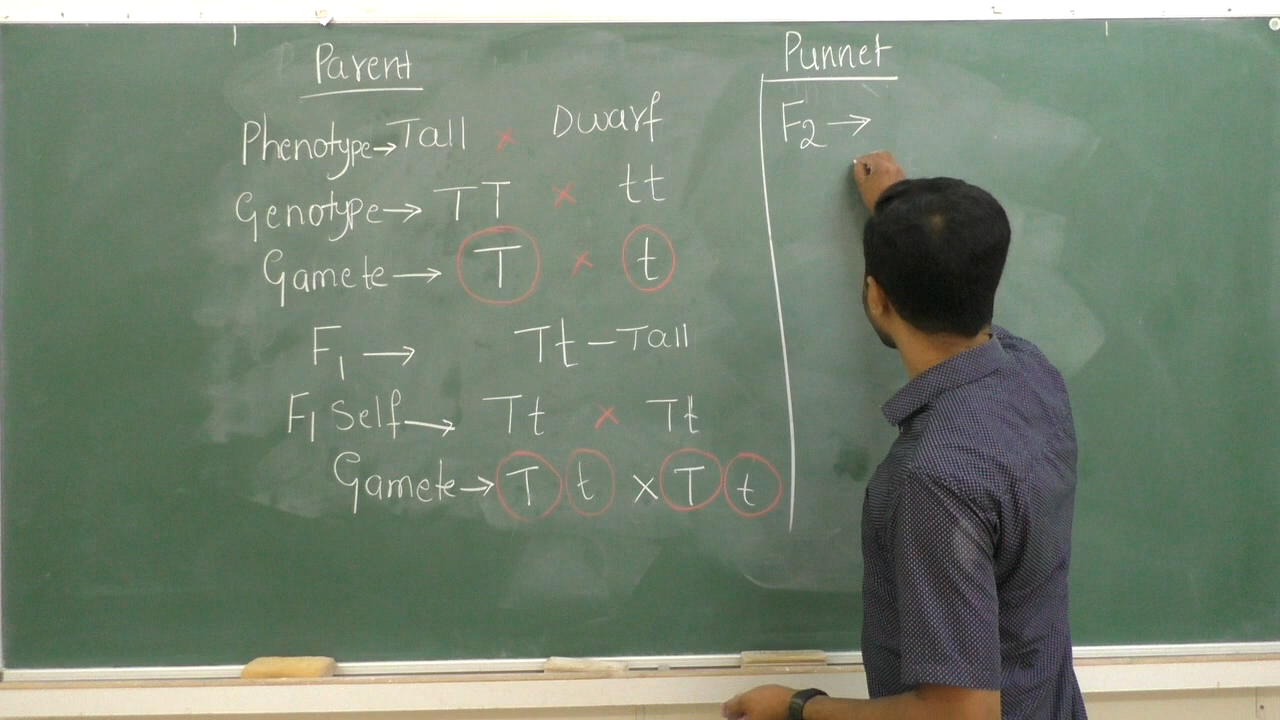 Parent
Phenotype→Tall × Dwarf
Genotype→ TT × tt
Gamete→ T × t
F₁ → Tt – Tall
F₁ Self→ Tt × Tt
Gamete→ T t × T t
Punnet
F₂ →